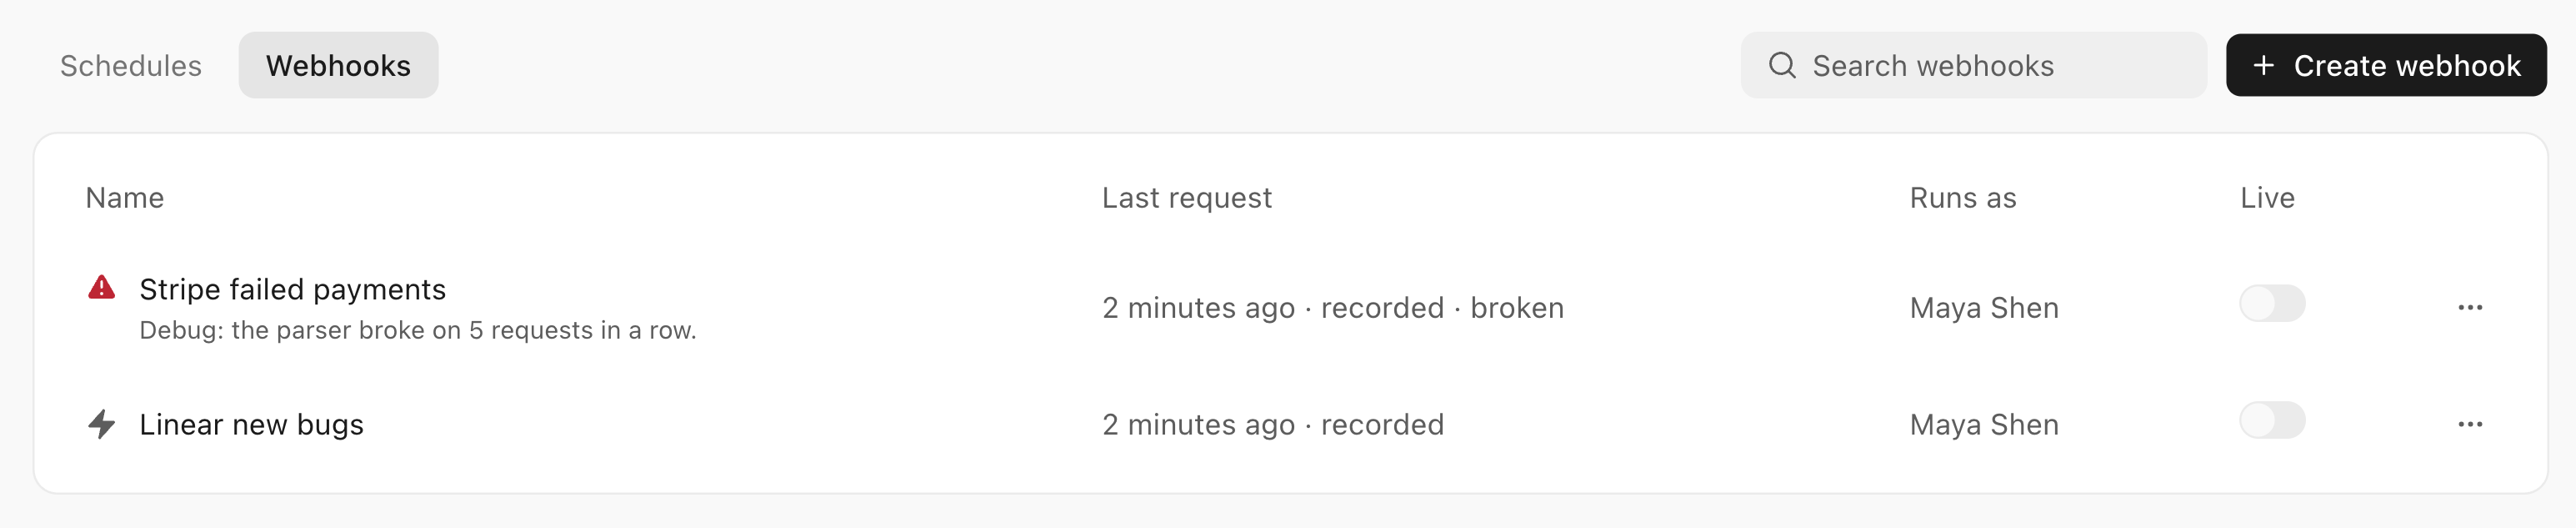 Schedules
Webhooks
Search webhooks
+ Create webhook
Name
Last request
Runs as
Live
Stripe failed payments
Debug: the parser broke on 5 requests in a row.
2 minutes ago · recorded · broken
Maya Shen
Linear new bugs
2 minutes ago · recorded
Maya Shen